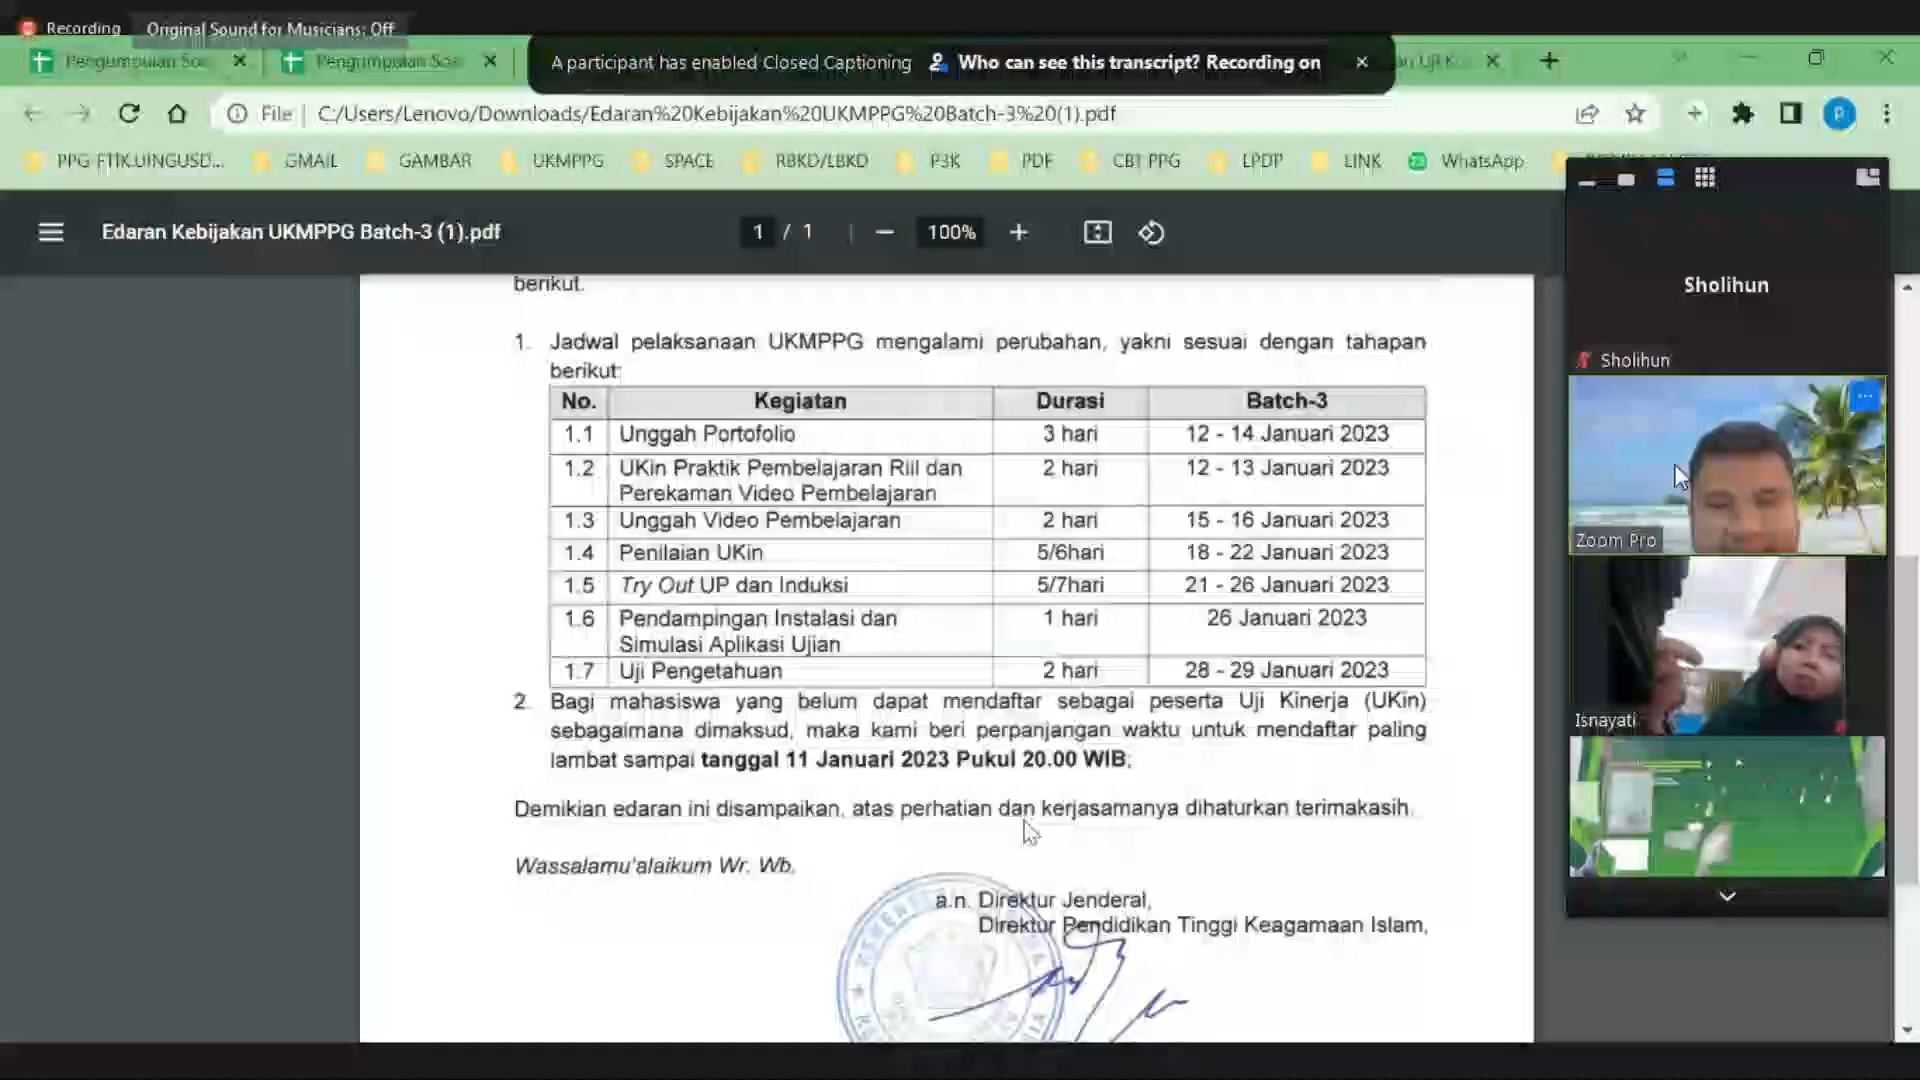 Recording
Original Sound for Musicians: Off
Pengumpulan Soa
Pengumpulan Soa
A participant has enabled Closed Captioning Who can see this transcript? Recording on
File C:/Users/Lenovo/Downloads/Edaran%20Kebijakan%20UKMPPG%20Batch-3%20(1).pdf
PPG FTIK.UINGUSD... GMAIL GAMBAR UKMPPG SPACE RBKD/LBKD P3K PDF CBT PPG LPDP LINK WhatsApp
Edaran Kebijakan UKMPPG Batch-3 (1).pdf 1 / 1 100%
berikut.
1. Jadwal pelaksanaan UKMPPG mengalami perubahan, yakni sesuai dengan tahapan
berikut:
No. Kegiatan Durasi Batch-3
1.1 Unggah Portofolio 3 hari 12 - 14 Januari 2023
1.2 UKin Praktik Pembelajaran Riil dan 2 hari 12 - 13 Januari 2023
Perekaman Video Pembelajaran
1.3 Unggah Video Pembelajaran 2 hari 15 - 16 Januari 2023
1.4 Penilaian UKin 5/6hari 18 - 22 Januari 2023
1.5 Try Out UP dan Induksi 5/7hari 21 - 26 Januari 2023
1.6 Pendampingan Instalasi dan 1 hari 26 Januari 2023
Simulasi Aplikasi Ujian
1.7 Uji Pengetahuan 2 hari 28 - 29 Januari 2023
2. Bagi mahasiswa yang belum dapat mendaftar sebagai peserta Uji Kinerja (UKin)
sebagaimana dimaksud, maka kami beri perpanjangan waktu untuk mendaftar paling
lambat sampai tanggal 11 Januari 2023 Pukul 20.00 WIB;
Demikian edaran ini disampaikan, atas perhatian dan kerjasamanya dihaturkan terimakasih.
Wassalamu'alaikum Wr. Wb.
a.n. Direktur Jenderal,
Direktur Pendidikan Tinggi Keagamaan Islam,
Sholihun
Sholihun
Zoom Pro
Isnayati